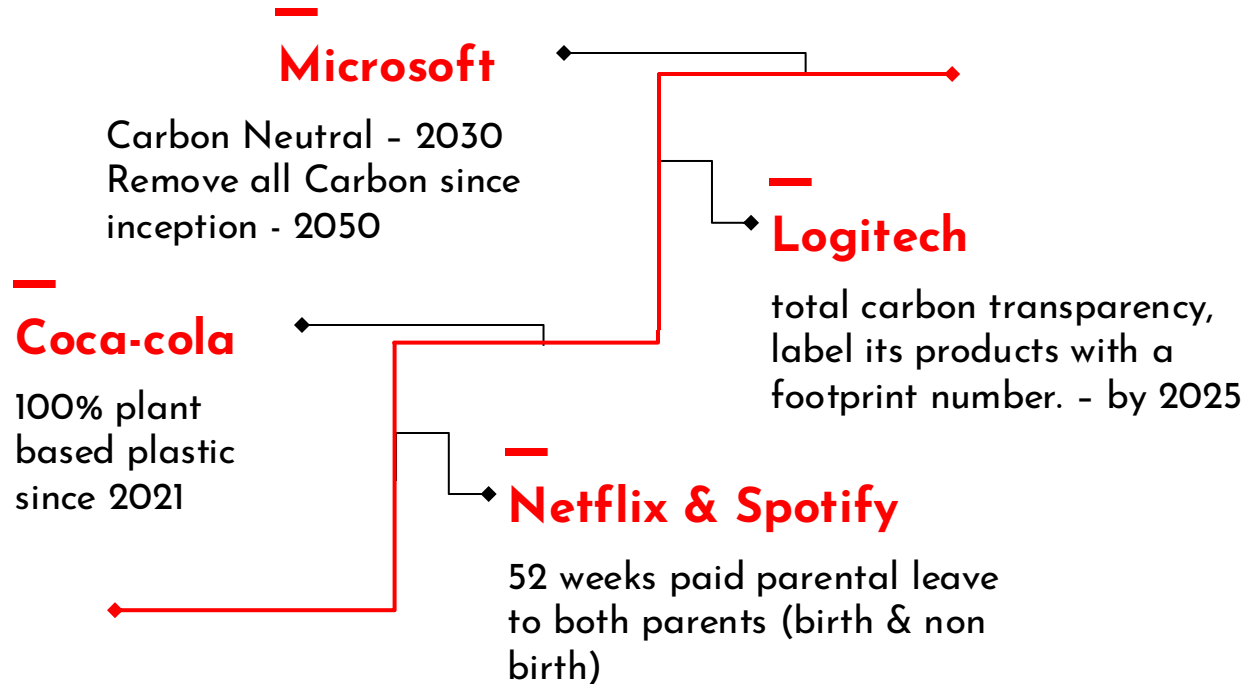 Microsoft
Carbon Neutral – 2030
Remove all Carbon since
inception - 2050
Logitech
total carbon transparency,
label its products with a
footprint number. – by 2025
Coca-cola
100% plant
based plastic
since 2021
Netflix & Spotify
52 weeks paid parental leave
to both parents (birth & non
birth)